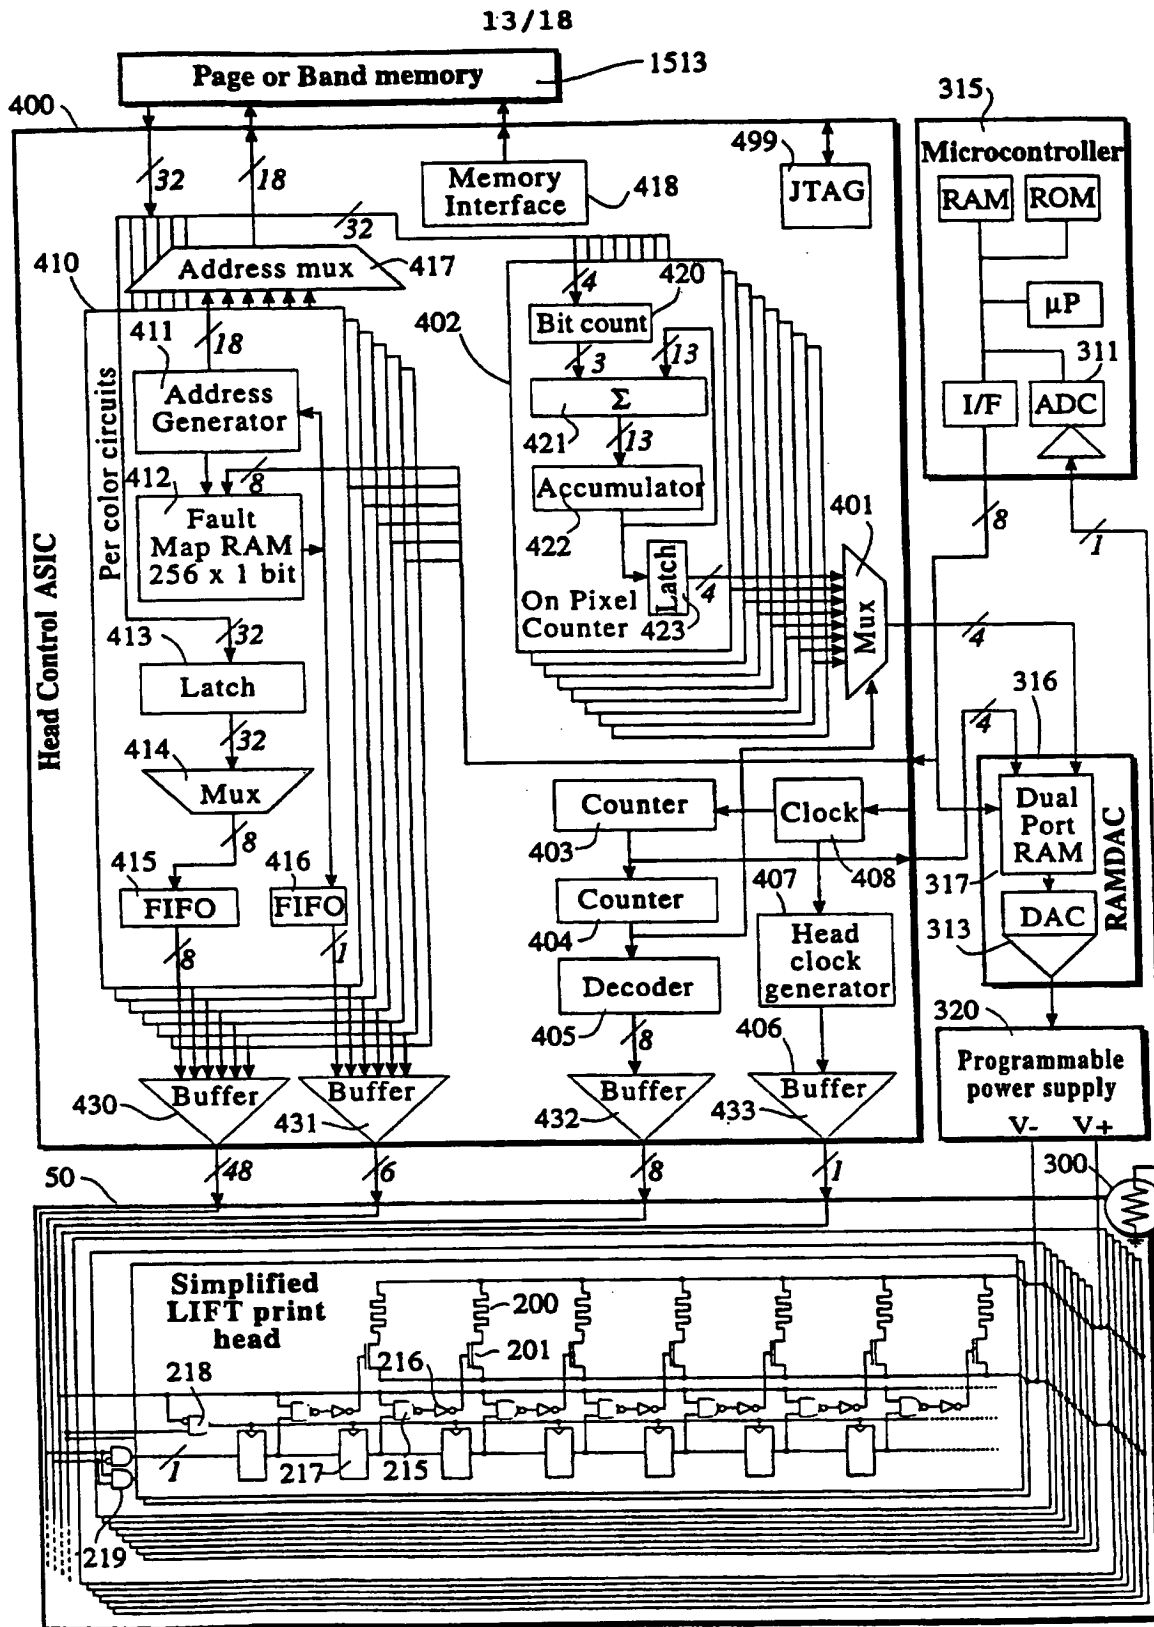 13/18
Page or Band memory
1513
400
32
18
Memory
Interface
418
499
JTAG
315
Microcontroller
RAM
ROM
µP
311
I/F
ADC
8
1
32
Address mux
417
410
18
411
Address
Generator
Per color circuits
412
8
Fault
Map RAM
256 x 1 bit
Head Control ASIC
413
32
Latch
32
414
Mux
8
415
FIFO
416
FIFO
8
1
402
4
420
Bit count
3
13
Σ
421
13
Accumulator
422
Latch
4
423
On Pixel
Counter
401
Mux
4
4
316
Dual
Port
RAM
317
DAC
313
RAMDAC
Counter
403
Clock
408
Counter
404
407
Head
clock
generator
Decoder
405
8
406
320
Programmable
power supply
V-
V+
Buffer
430
Buffer
431
Buffer
432
Buffer
433
48
6
8
1
50
300
Simplified
LIFT print
head
200
201
216
218
1
217
215
219